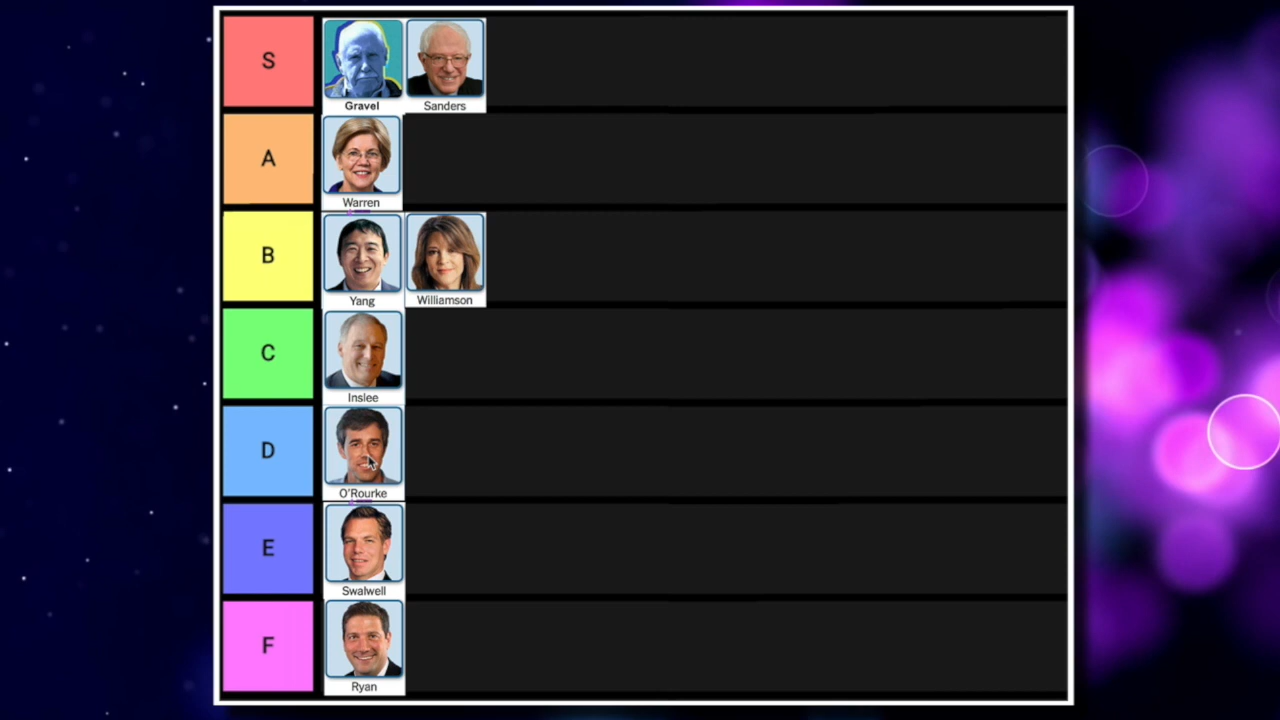 S
Gravel
Sanders
A
Warren
B
Yang
Williamson
C
Inslee
D
O'Rourke
E
Swalwell
F
Ryan